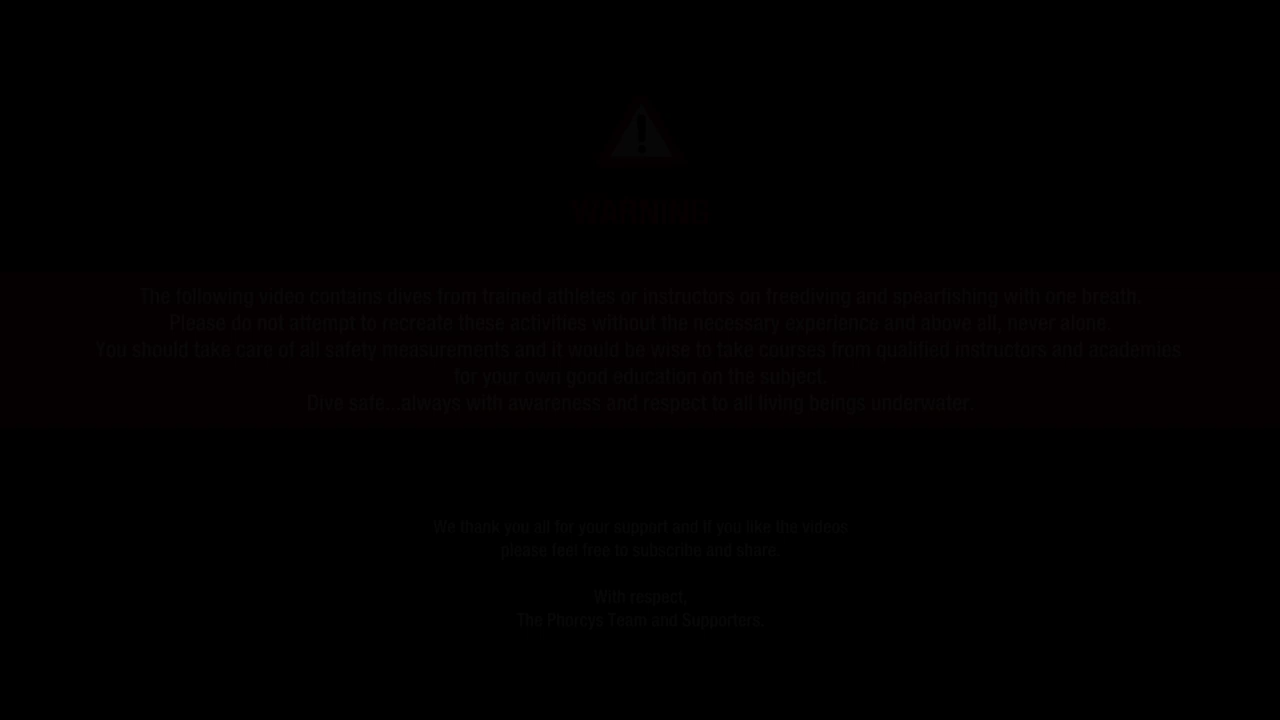 WARNING
The following video contains dives from trained athletes or instructors on freediving and spearfishing with one breath.
Please do not attempt to recreate these activities without the necessary experience and above all, never alone.
You should take care of all safety measurements and it would be wise to take courses from qualified instructors and academies
for your own good education on the subject.
Dive safe...always with awareness and respect to all living beings underwater.
We thank you all for your support and if you like the videos
please feel free to subscribe and share.
With respect,
The Phorcys Team and Supporters,